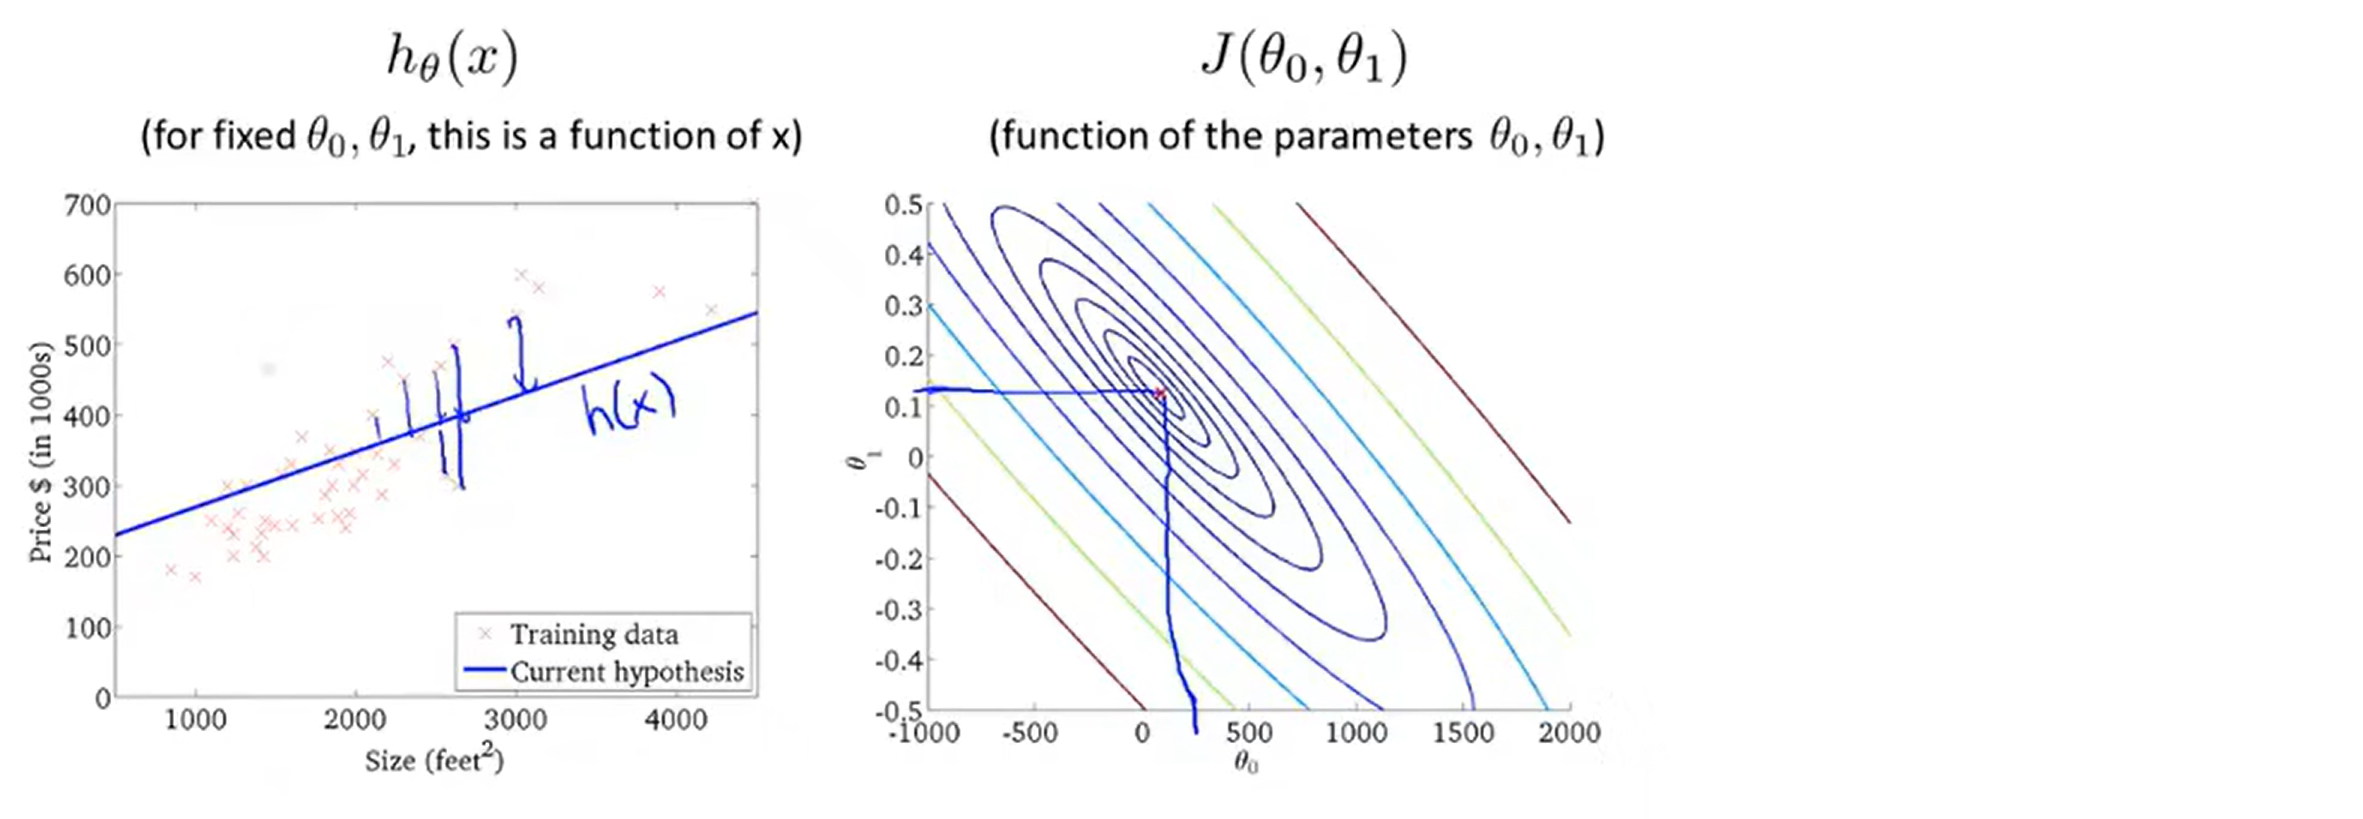 h_θ(x)
(for fixed θ₀, θ₁, this is a function of x)
700
600
500
400
300
200
100
0
Price $ (in 1000s)
1000 2000 3000 4000
Size (feet²)
h(x)
Training data
Current hypothesis
J(θ₀, θ₁)
(function of the parameters θ₀, θ₁)
0.5
0.4
0.3
0.2
0.1
0
-0.1
-0.2
-0.3
-0.4
-0.5
θ₁
-1000 -500 0 500 1000 1500 2000
θ₀